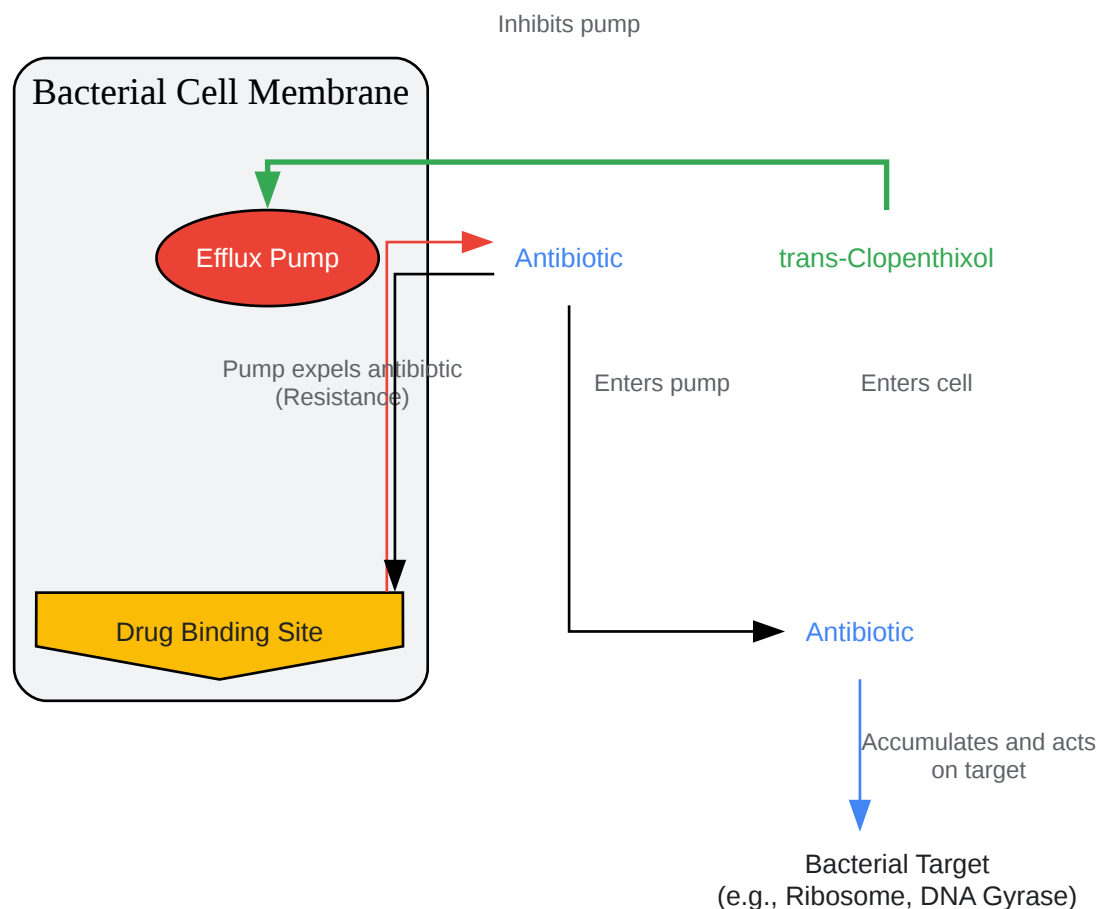 Inhibits pump
Bacterial Cell Membrane
Efflux Pump
Antibiotic
trans-Clopenthixol
Pump expels antibiotic
(Resistance)
Enters pump
Enters cell
Drug Binding Site
Antibiotic
Accumulates and acts
on target
Bacterial Target
(e.g., Ribosome, DNA Gyrase)